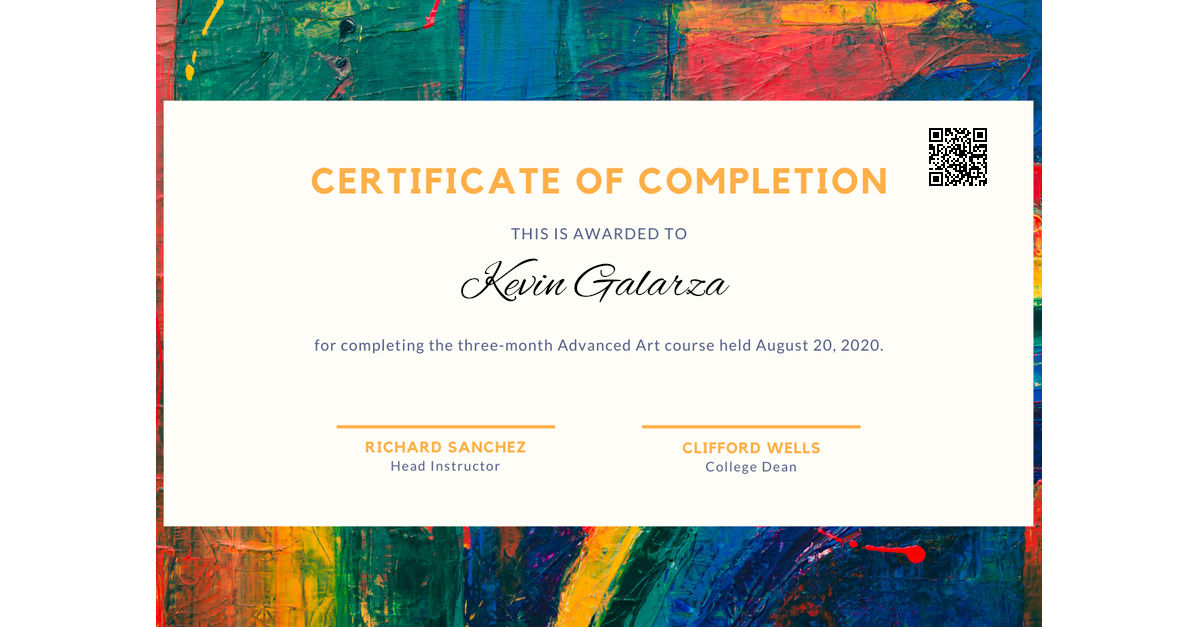 CERTIFICATE OF COMPLETION
THIS IS AWARDED TO
Kevin Galarza
for completing the three-month Advanced Art course held August 20, 2020.
RICHARD SANCHEZ
Head Instructor
CLIFFORD WELLS
College Dean